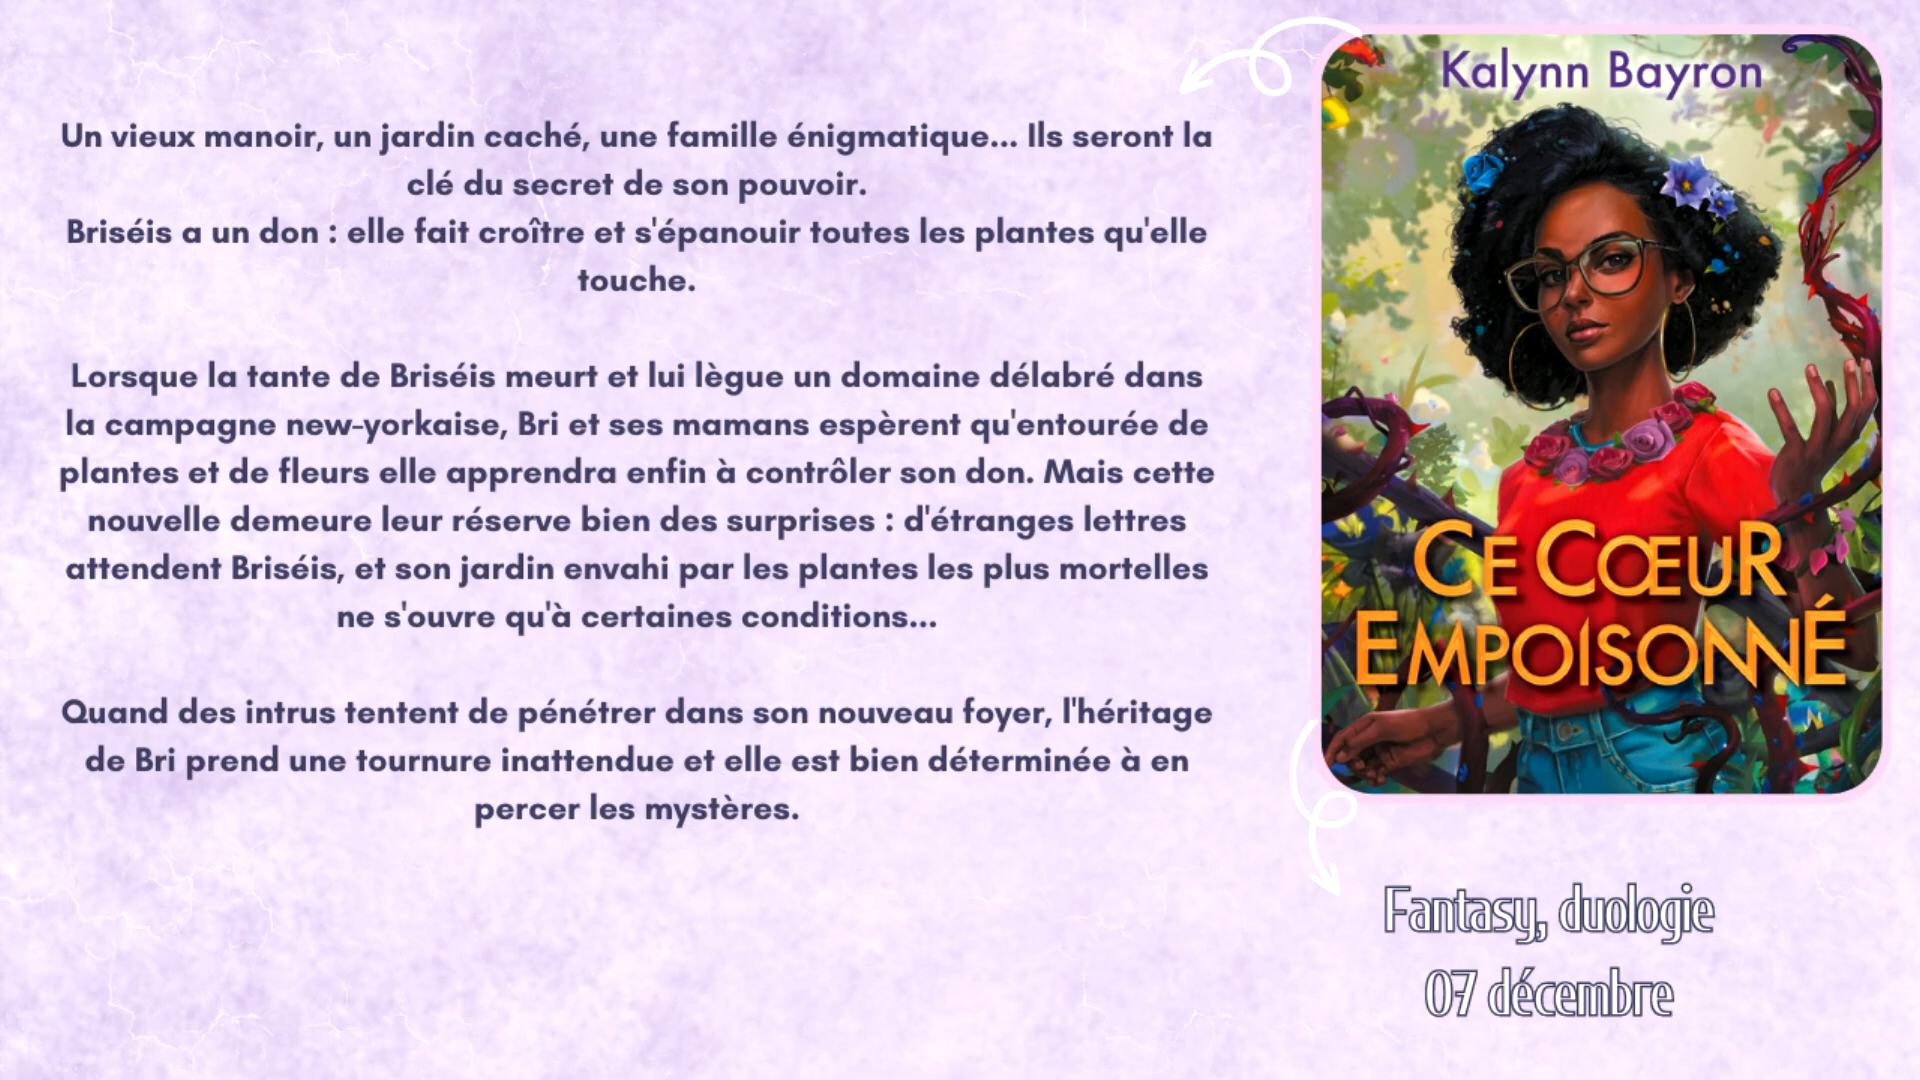 Un vieux manoir, un jardin caché, une famille énigmatique... Ils seront la
clé du secret de son pouvoir.
Briséis a un don : elle fait croître et s'épanouir toutes les plantes qu'elle
touche.
Lorsque la tante de Briséis meurt et lui lègue un domaine délabré dans
la campagne new-yorkaise, Bri et ses mamans espèrent qu'entourée de
plantes et de fleurs elle apprendra enfin à contrôler son don. Mais cette
nouvelle demeure leur réserve bien des surprises : d'étranges lettres
attendent Briséis, et son jardin envahi par les plantes les plus mortelles
ne s'ouvre qu'à certaines conditions...
Quand des intrus tentent de pénétrer dans son nouveau foyer, l'héritage
de Bri prend une tournure inattendue et elle est bien déterminée à en
percer les mystères.
Kalynn Bayron
CE CŒUR
EMPOISONNÉ
Fantasy, duologie
07 décembre